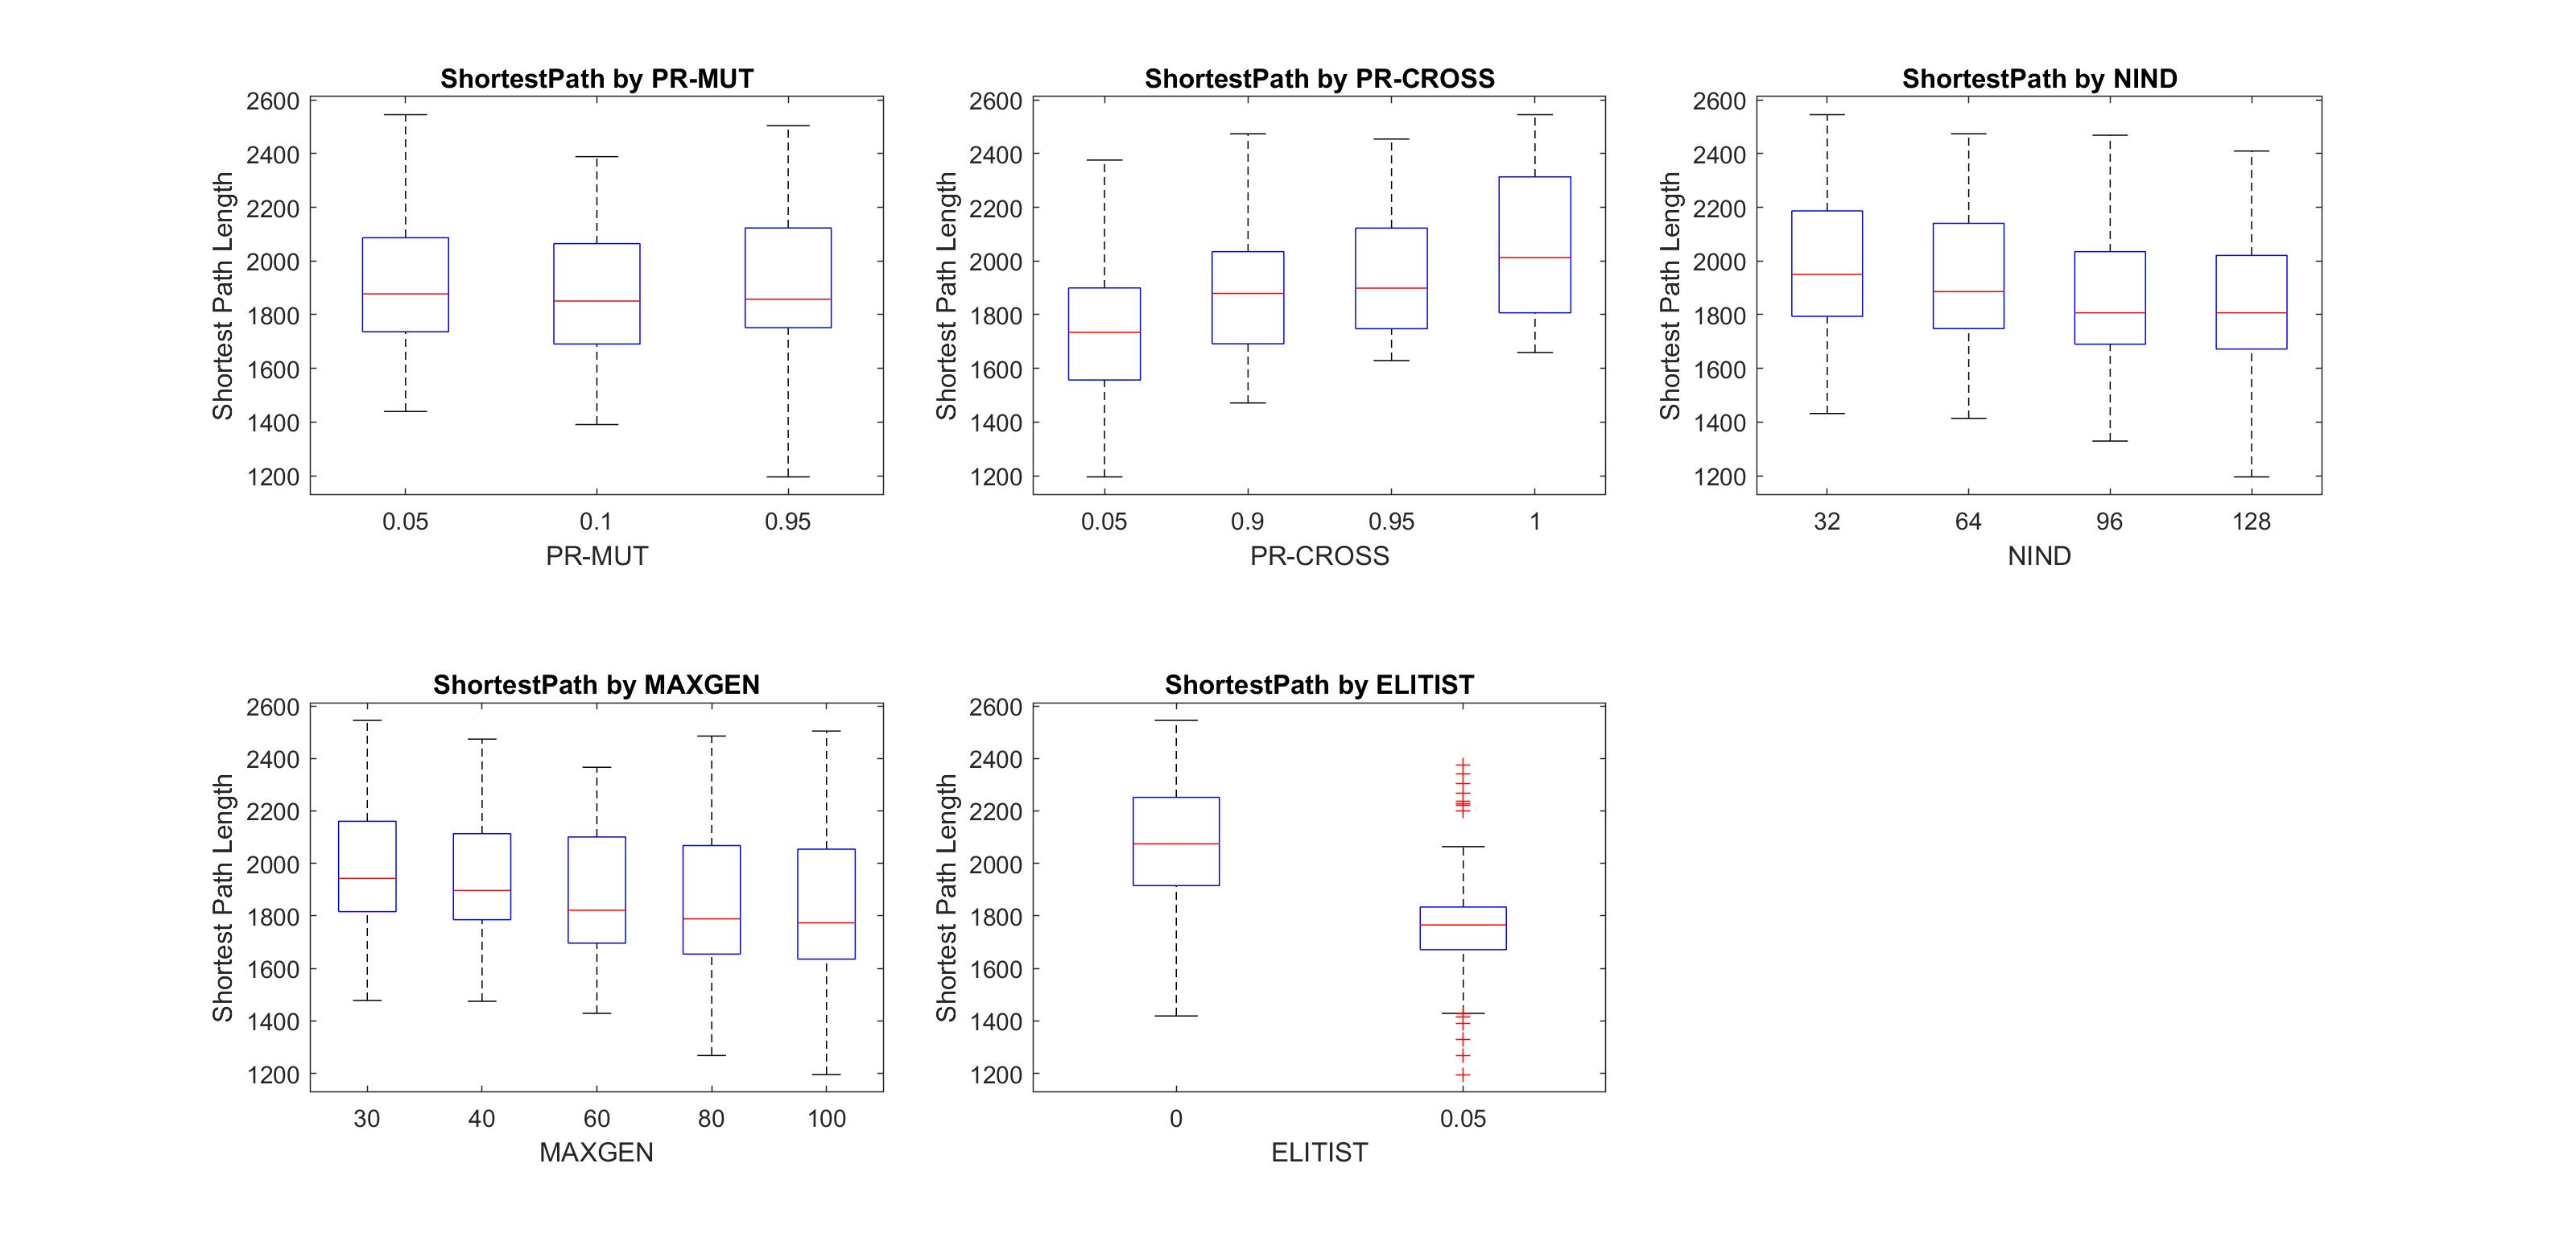 ShortestPath by PR-MUT
Shortest Path Length
2600
2400
2200
2000
1800
1600
1400
1200
0.05 0.1 0.95
PR-MUT
ShortestPath by PR-CROSS
Shortest Path Length
2600
2400
2200
2000
1800
1600
1400
1200
0.05 0.9 0.95 1
PR-CROSS
ShortestPath by NIND
Shortest Path Length
2600
2400
2200
2000
1800
1600
1400
1200
32 64 96 128
NIND
ShortestPath by MAXGEN
Shortest Path Length
2600
2400
2200
2000
1800
1600
1400
1200
30 40 60 80 100
MAXGEN
ShortestPath by ELITIST
Shortest Path Length
2600
2400
2200
2000
1800
1600
1400
1200
0 0.05
ELITIST